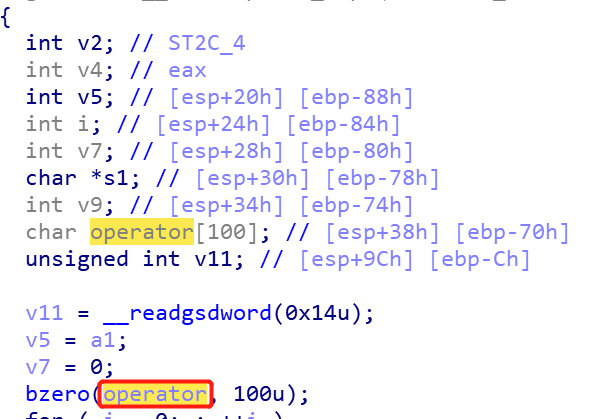 {
int v2; // ST2C_4
int v4; // eax
int v5; // [esp+20h] [ebp-88h]
int i; // [esp+24h] [ebp-84h]
int v7; // [esp+28h] [ebp-80h]
char *s1; // [esp+30h] [ebp-78h]
int v9; // [esp+34h] [ebp-74h]
char operator[100]; // [esp+38h] [ebp-70h]
unsigned int v11; // [esp+9Ch] [ebp-Ch]
v11 = __readgsdword(0x14u);
v5 = a1;
v7 = 0;
bzero(operator, 100u);
for ( i = 0; ; ++i )